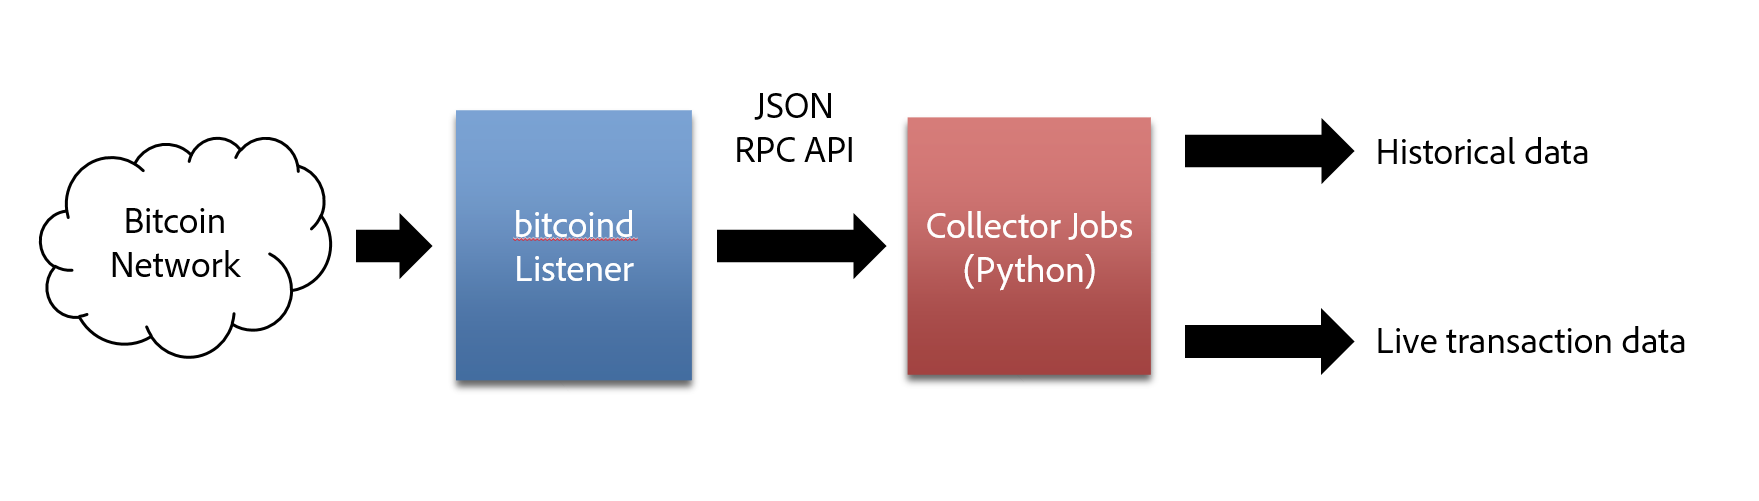 Bitcoin
Network
bitcoind
Listener
JSON
RPC API
Collector Jobs
(Python)
Historical data
Live transaction data